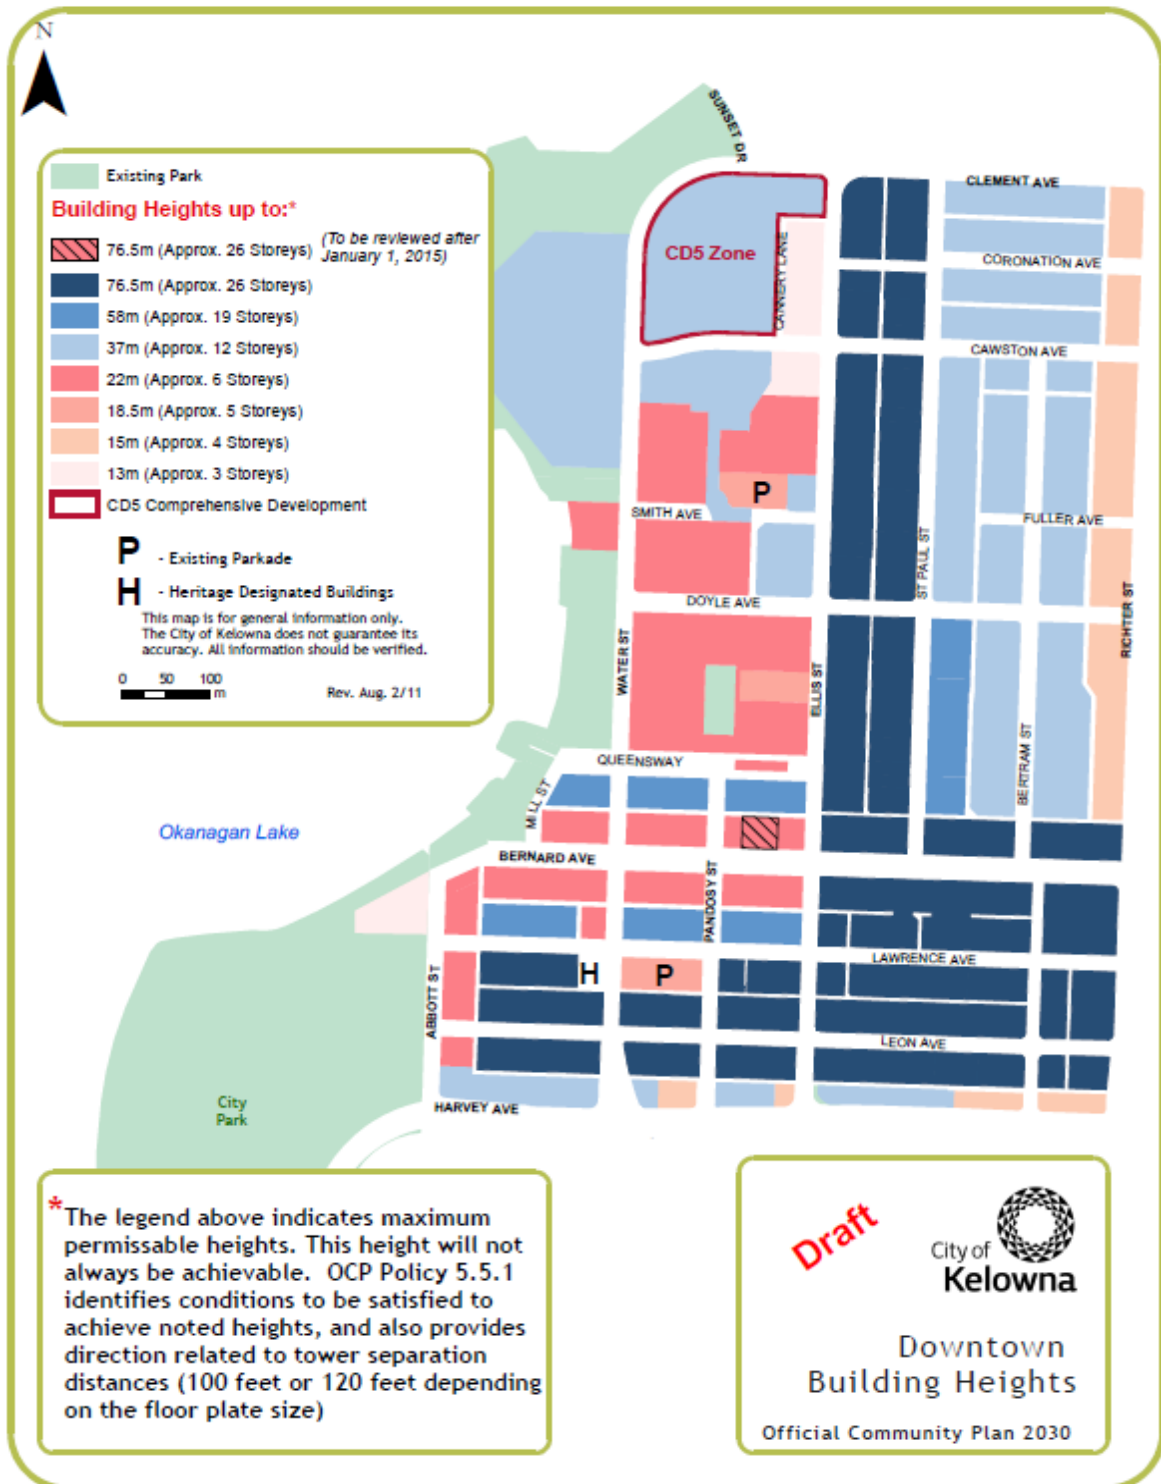 N
SUNSET DR
Existing Park
Building Heights up to:*
76.5m (Approx. 26 Storeys) (To be reviewed after
January 1, 2015)
76.5m (Approx. 26 Storeys)
58m (Approx. 19 Storeys)
37m (Approx. 12 Storeys)
22m (Approx. 6 Storeys)
18.5m (Approx. 5 Storeys)
15m (Approx. 4 Storeys)
13m (Approx. 3 Storeys)
CD5 Comprehensive Development
P - Existing Parkade
H - Heritage Designated Buildings
This map is for general information only.
The City of Kelowna does not guarantee its
accuracy. All information should be verified.
0 50 100
m
Rev. Aug. 2/11
CLEMENT AVE
CD5 Zone
CANNERY LANE
CORONATION AVE
CAWSTON AVE
P
SMITH AVE
FULLER AVE
ST PAUL ST
DOYLE AVE
RICHTER ST
WATER ST
ELLIS ST
BERTRAM ST
QUEENSWAY
MILL ST
Okanagan Lake
BERNARD AVE
PANDOSY ST
LAWRENCE AVE
H
P
ABBOTT ST
LEON AVE
City
Park
HARVEY AVE
*The legend above indicates maximum
permissable heights. This height will not
always be achievable. OCP Policy 5.5.1
identifies conditions to be satisfied to
achieve noted heights, and also provides
direction related to tower separation
distances (100 feet or 120 feet depending
on the floor plate size)
Draft
City of
Kelowna
Downtown
Building Heights
Official Community Plan 2030